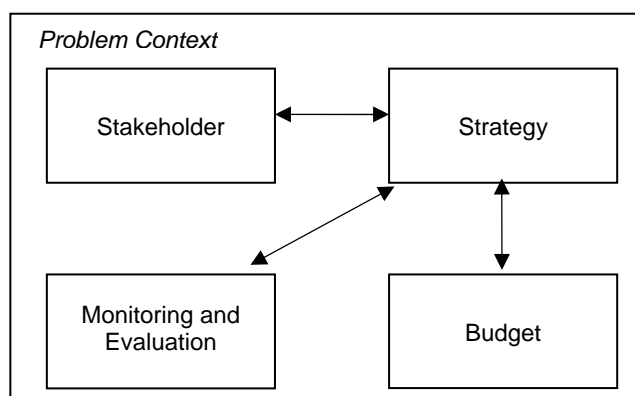 Problem Context
Stakeholder
Strategy
Monitoring and
Evaluation
Budget